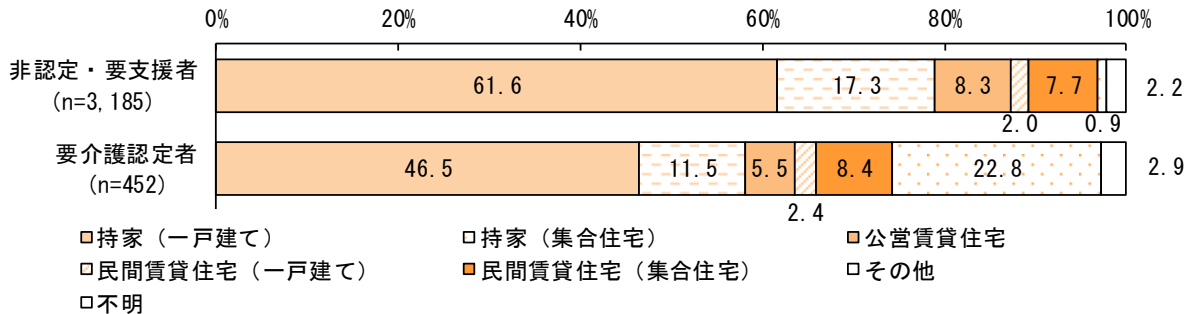 0% 20% 40% 60% 80% 100%
非認定・要支援者
(n=3,185)
61.6 17.3 8.3 7.7 2.2
2.0 0.9
要介護認定者
(n=452)
46.5 11.5 5.5 8.4 22.8 2.9
2.4
持家（一戸建て） 持家（集合住宅） 公営賃貸住宅
民間賃貸住宅（一戸建て） 民間賃貸住宅（集合住宅） その他
不明